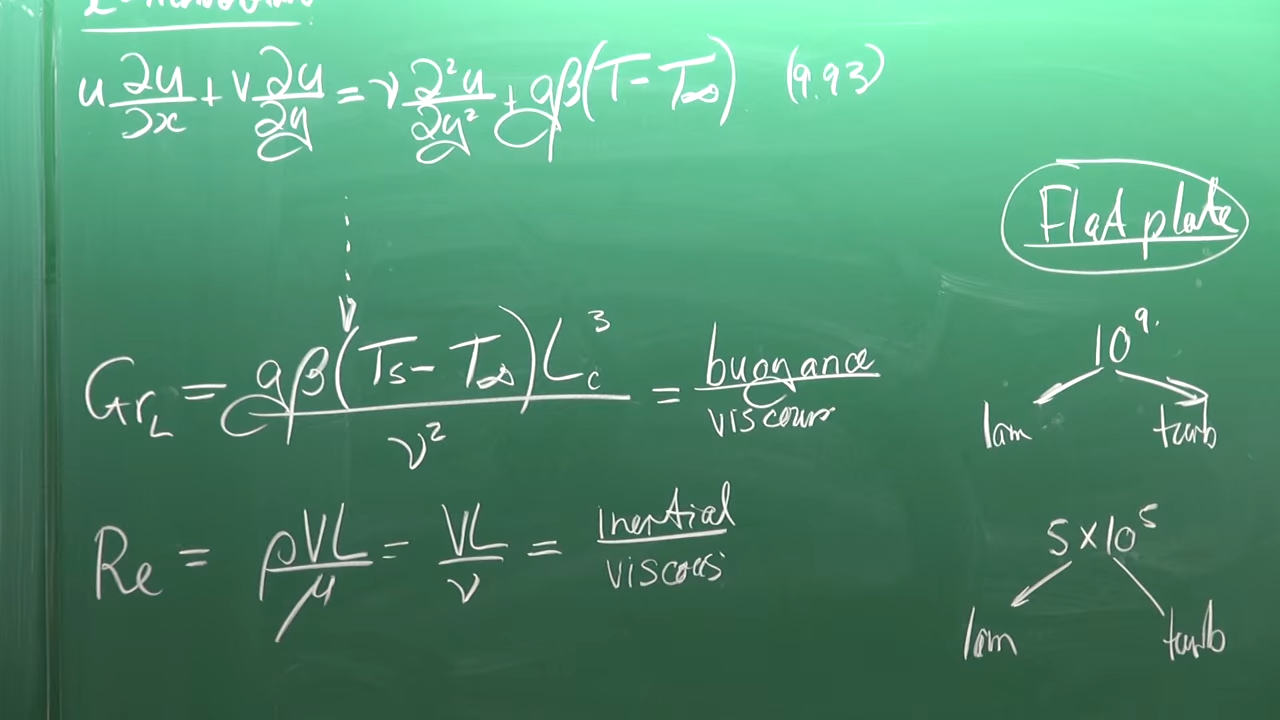 u ∂u/∂x + v ∂u/∂y = ν ∂²u/∂y² + gβ(T - T∞) (9.93)
Flat plate
Gr_L = gβ(Ts - T∞)L_c³ / ν² = buoyance / viscous
10⁹.
lam turb
Re = ρVL/μ = VL/ν = inertial / viscous
5×10⁵
lam turb